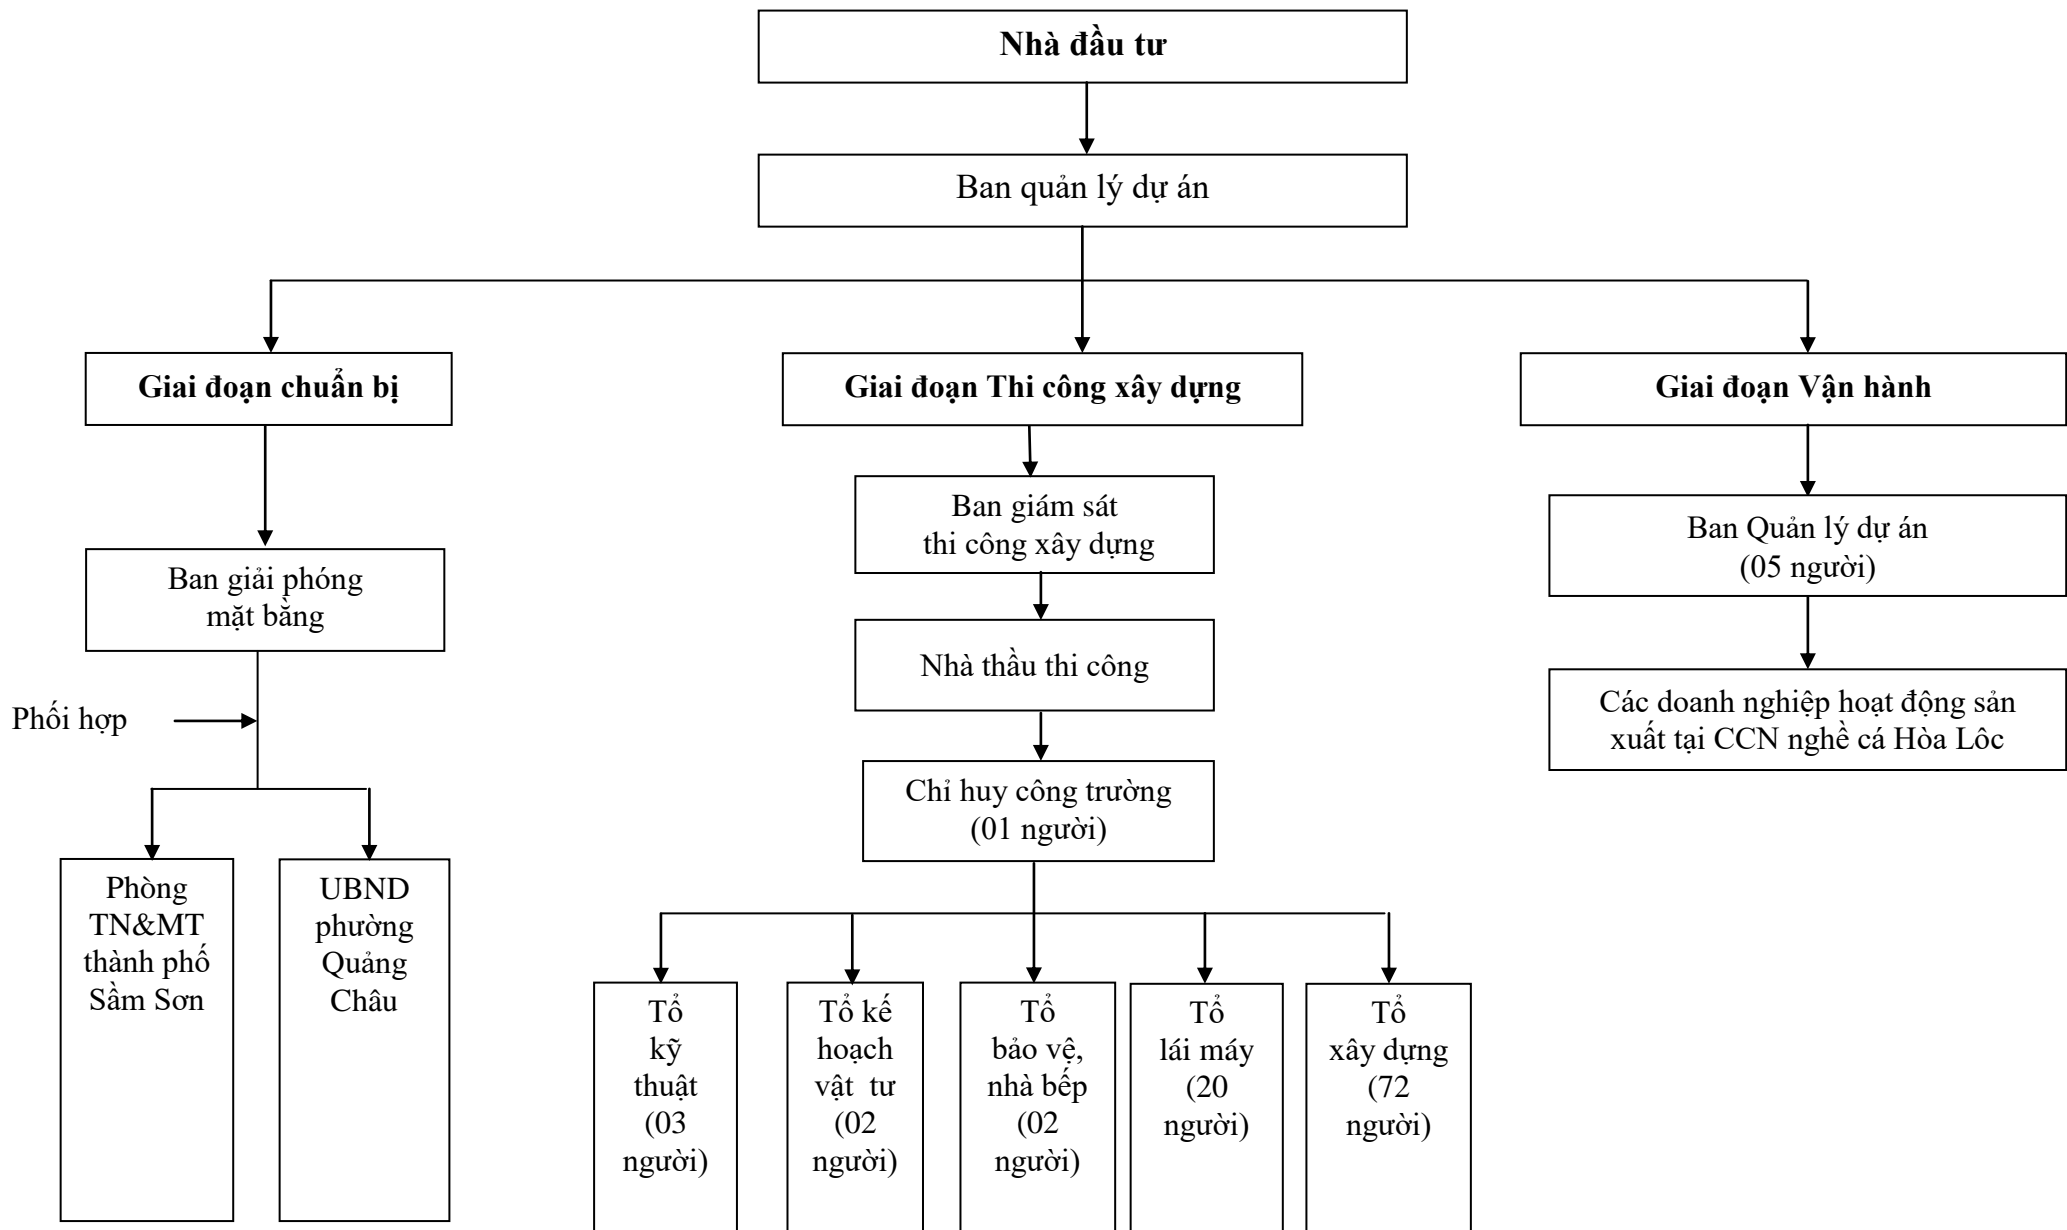 Nhà đầu tư
Ban quản lý dự án
Giai đoạn chuẩn bị
Giai đoạn Thi công xây dựng
Giai đoạn Vận hành
Ban giải phóng
mặt bằng
Phối hợp
Phòng
TN&MT
thành phố
Sầm Sơn
UBND
phường
Quảng
Châu
Ban giám sát
thi công xây dựng
Nhà thầu thi công
Chỉ huy công trường
(01 người)
Tổ
kỹ
thuật
(03
người)
Tổ kế
hoạch
vật tư
(02
người)
Tổ
bảo vệ,
nhà bếp
(02
người)
Tổ
lái máy
(20
người)
Tổ
xây dựng
(72
người)
Ban Quản lý dự án
(05 người)
Các doanh nghiệp hoạt động sản
xuất tại CCN nghề cá Hòa Lôc